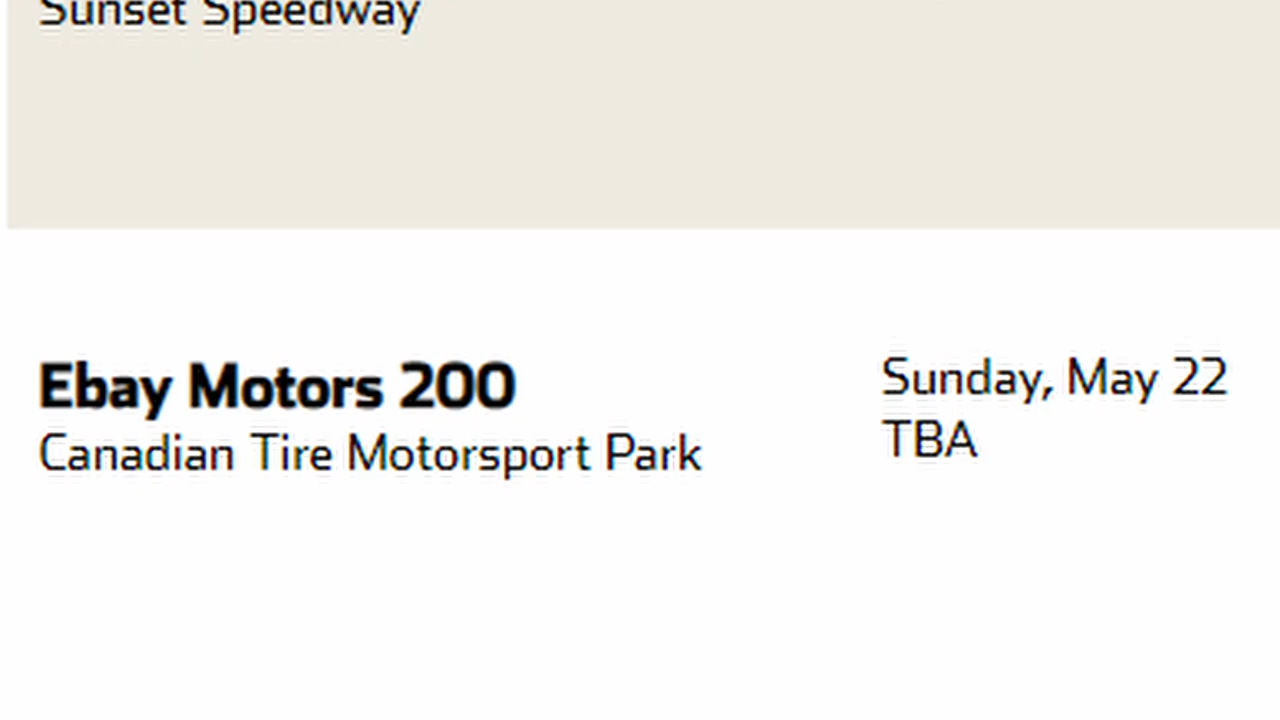 Sunset Speedway
Ebay Motors 200
Canadian Tire Motorsport Park
Sunday, May 22
TBA